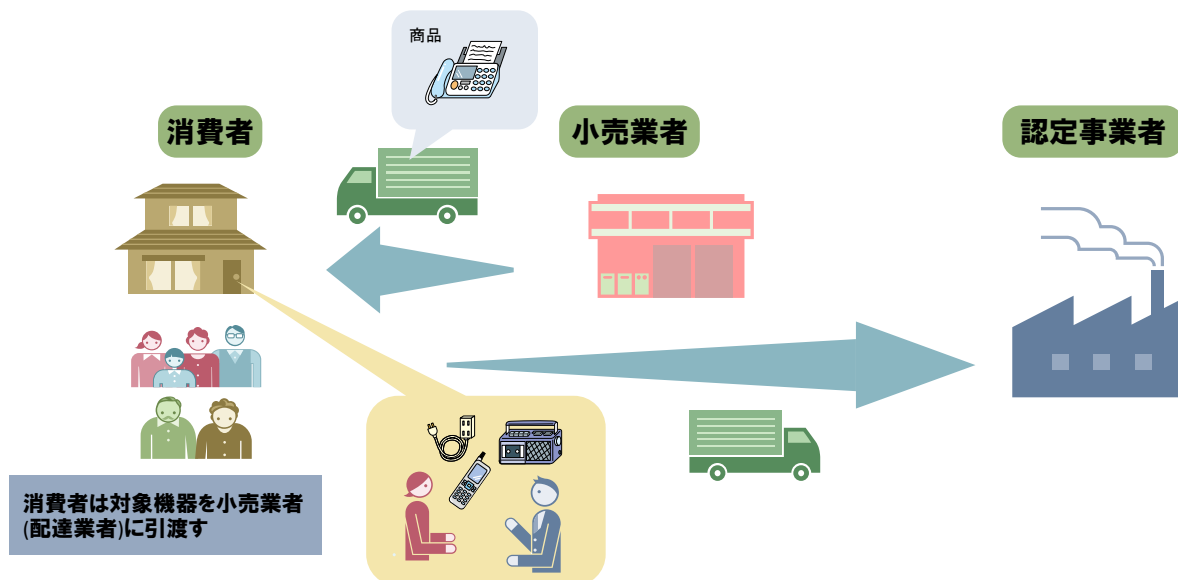 商品
消費者
小売業者
認定事業者
消費者は対象機器を小売業者
(配達業者)に引渡す